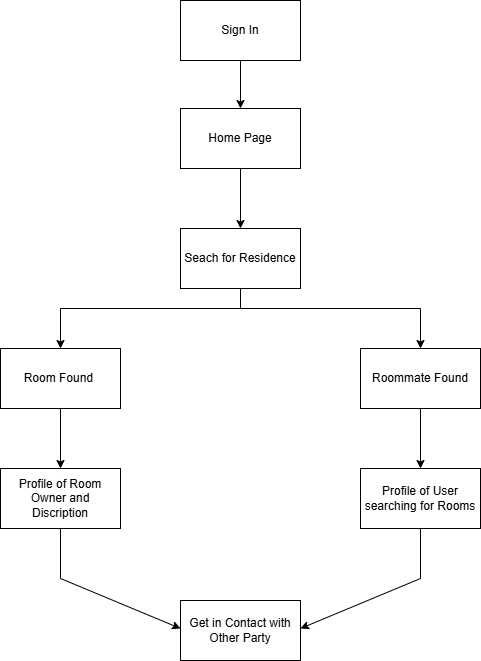 Sign In
Home Page
Seach for Residence
Room Found
Roommate Found
Profile of Room
Owner and
Discription
Profile of User
searching for Rooms
Get in Contact with
Other Party